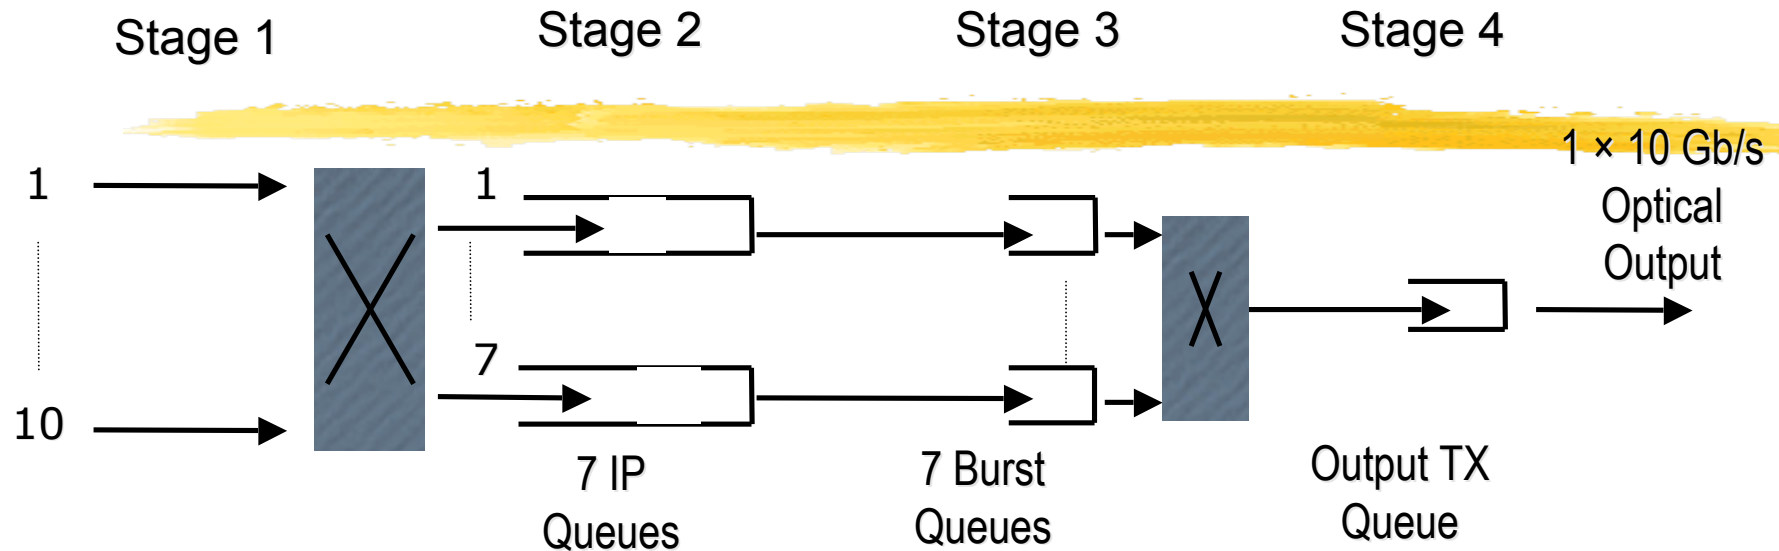 Stage 1
Stage 2
Stage 3
Stage 4
1 × 10 Gb/s
Optical
Output
1
10
1
7
7 IP
Queues
7 Burst
Queues
Output TX
Queue